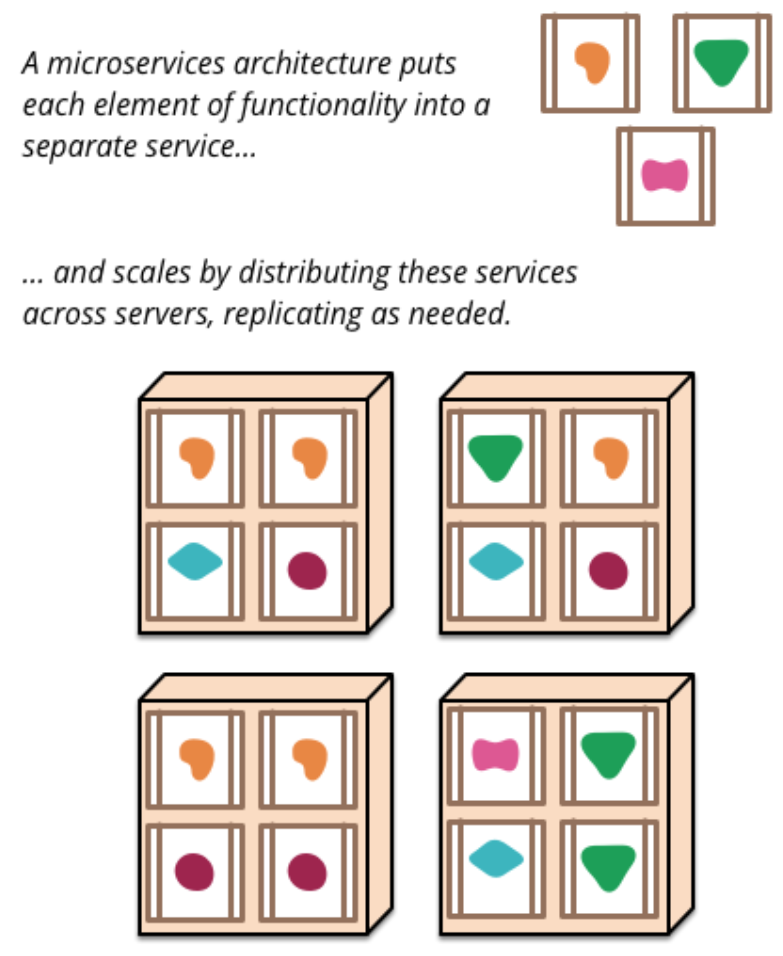 A microservices architecture puts
each element of functionality into a
separate service...
... and scales by distributing these services
across servers, replicating as needed.